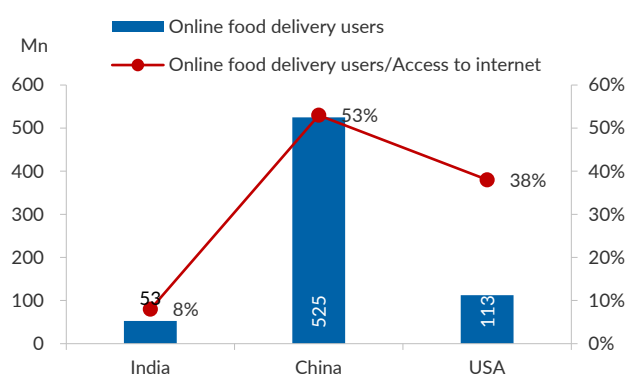 Online food delivery users
Mn
Online food delivery users/Access to internet
600 60%
500 53% 50%
400 40%
38%
300 30%
200 20%
53
100 8% 525 113 10%
0 0%
India China USA